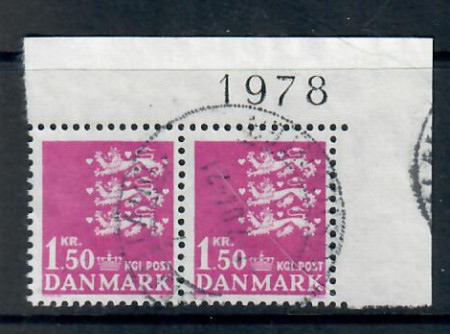 1978
KR.
1.50 KGL POST
DANMARK
KR.
1.50 KGL POST
DANMARK